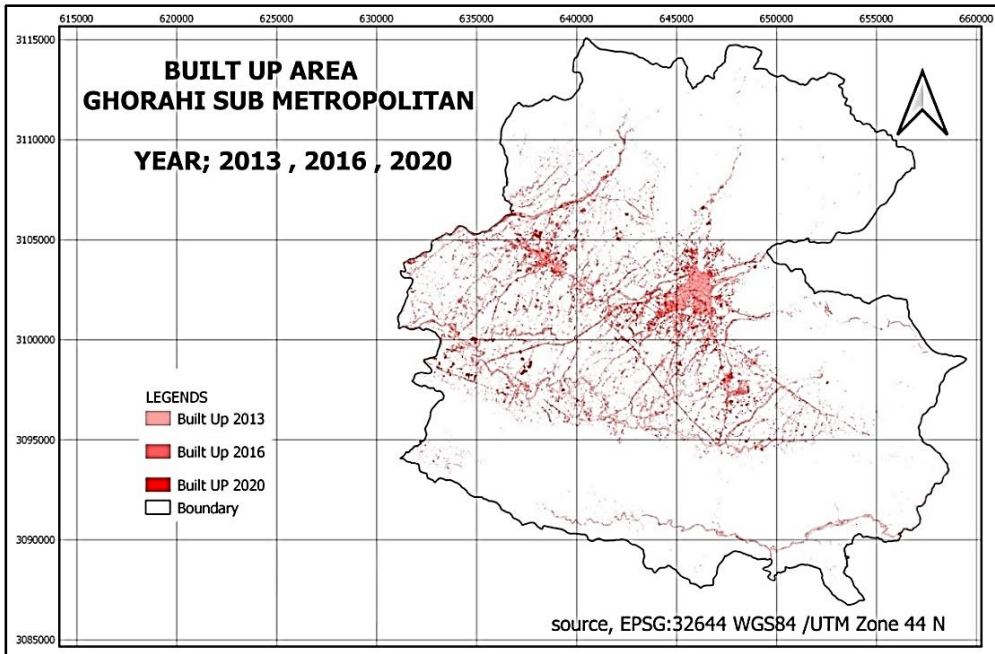 615000 620000 625000 630000 635000 640000 645000 650000 655000 660000
3115000
BUILT UP AREA
GHORAHI SUB METROPOLITAN
3110000
YEAR; 2013 , 2016 , 2020
3105000
3100000
LEGENDS
Built Up 2013
3095000
Built Up 2016
Built UP 2020
Boundary
3090000
source, EPSG:32644 WGS84 /UTM Zone 44 N
3085000